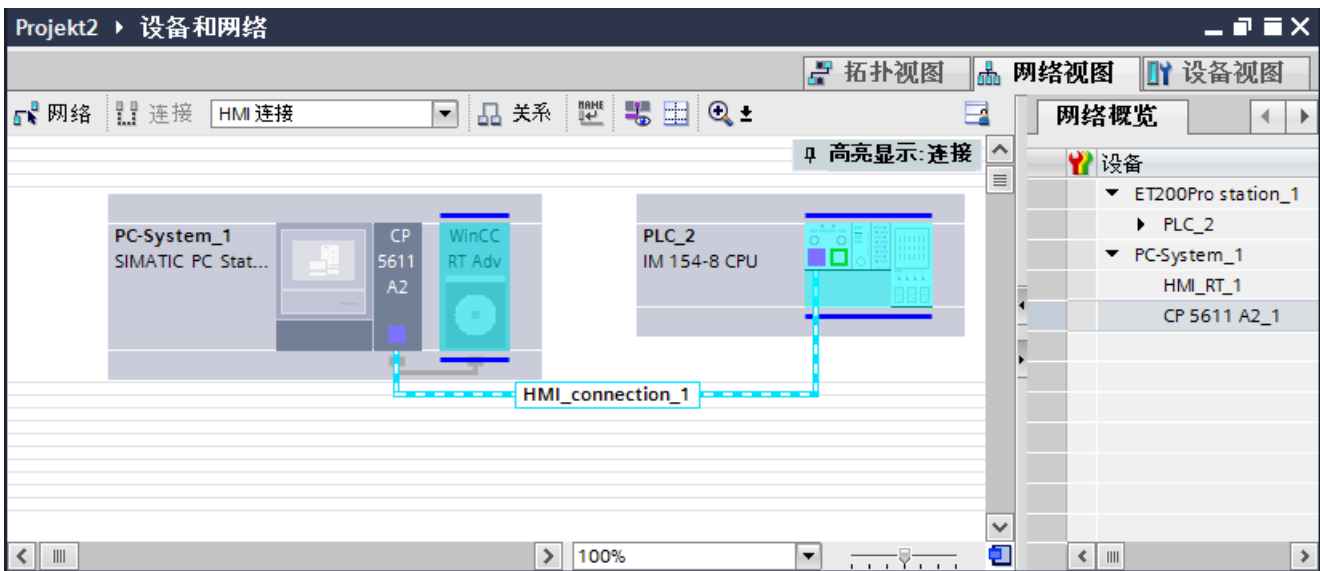 Projekt2 ▸ 设备和网络
拓扑视图 网络视图 设备视图
网络 连接 HMI 连接 关系 NAME
网络概览
高亮显示:连接
设备
ET200Pro station_1
PLC_2
PC-System_1
HMI_RT_1
CP 5611 A2_1
PC-System_1
SIMATIC PC Stat...
CP
5611
A2
WinCC
RT Adv
PLC_2
IM 154-8 CPU
HMI_connection_1
100%